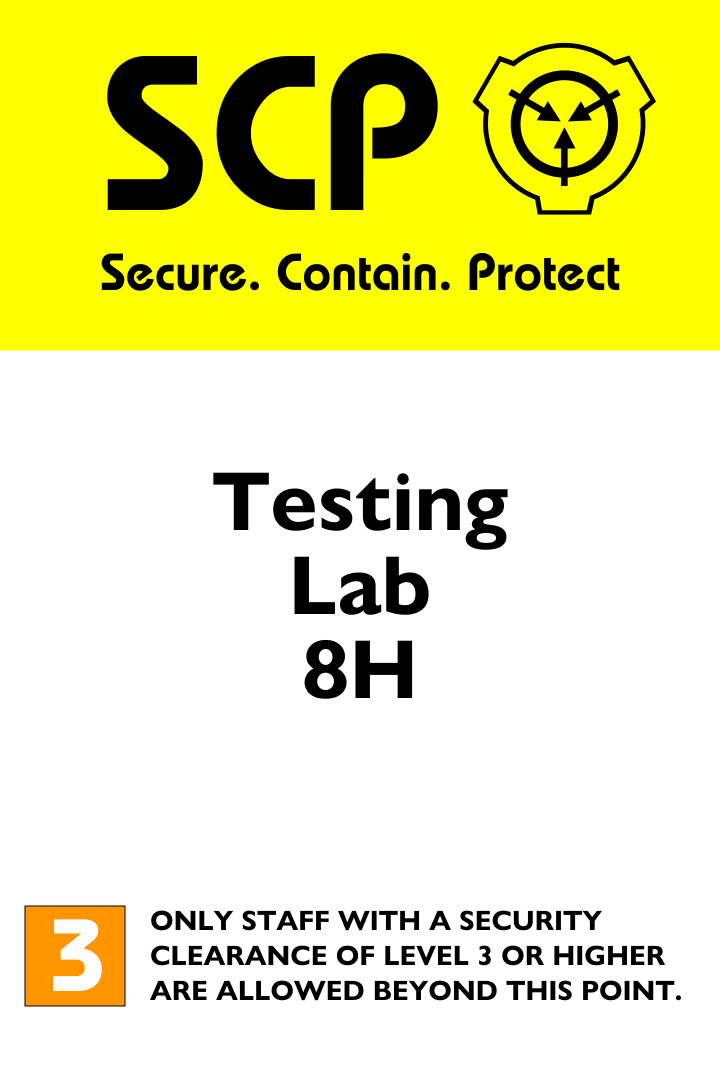 SCP
Secure. Contain. Protect
Testing
Lab
8H
3
ONLY STAFF WITH A SECURITY
CLEARANCE OF LEVEL 3 OR HIGHER
ARE ALLOWED BEYOND THIS POINT.